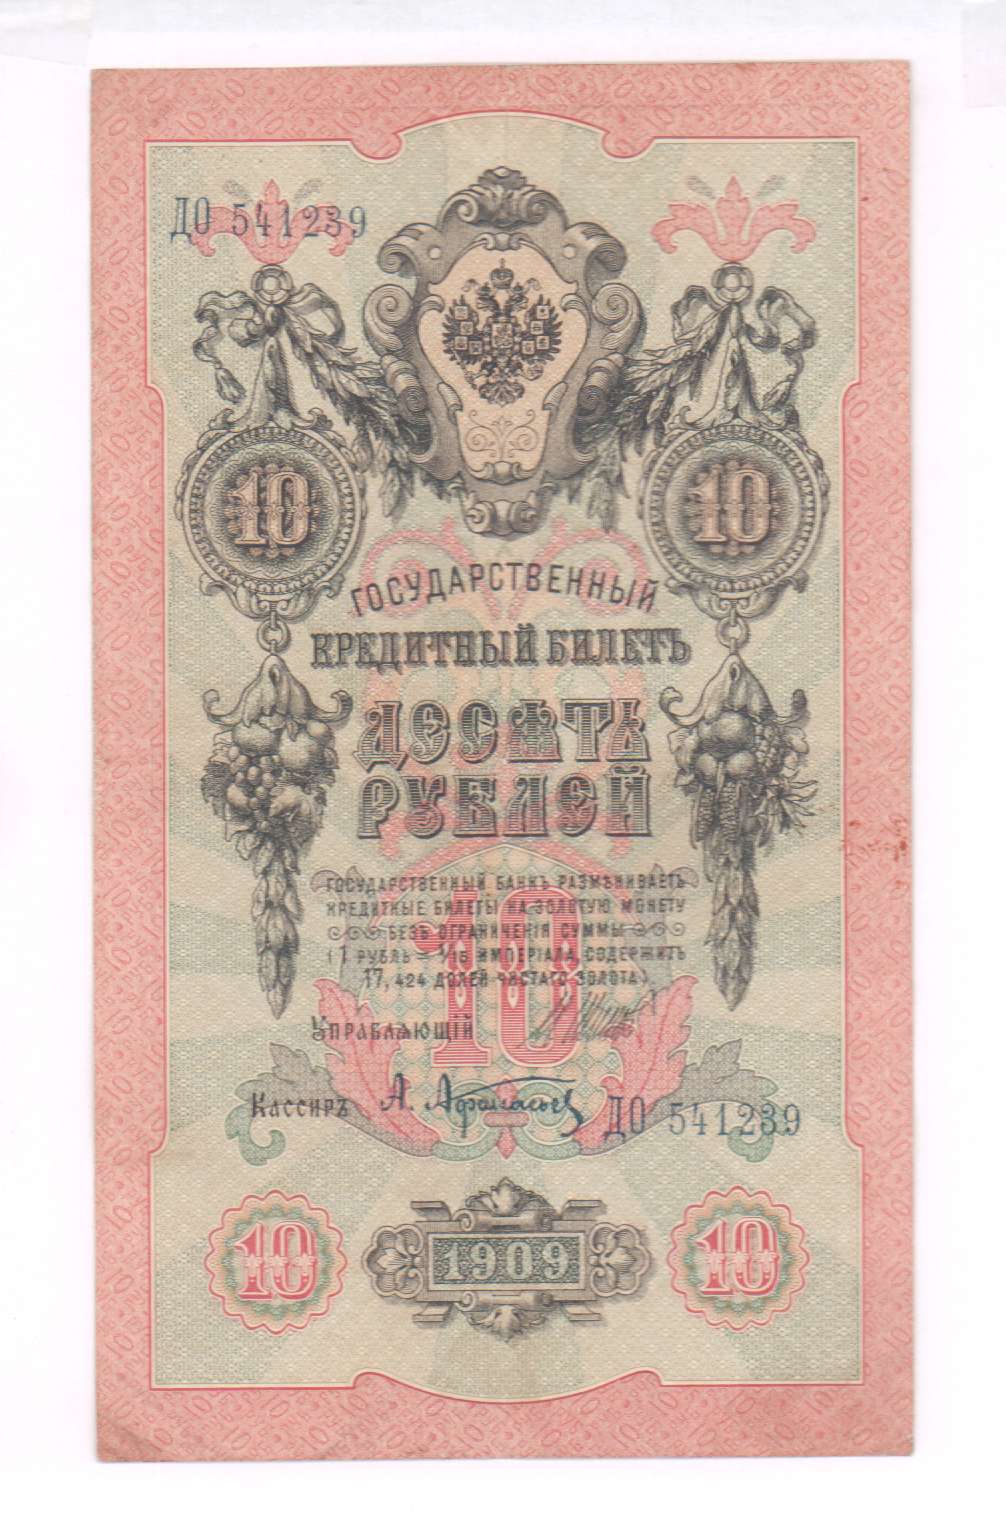 ДО 541239
10 10
ГОСУДАРСТВЕННЫЙ
КРЕДИТНЫЙ БИЛЕТЪ
ДЕСЯТЬ
РУБЛЕЙ
ГОСУДАРСТВЕННЫЙ БАНКЪ РАЗМѢНИВАЕТЪ
КРЕДИТНЫЕ БИЛЕТЫ НА ЗОЛОТУЮ МОНЕТУ
БЕЗЪ ОГРАНИЧЕНІЯ СУММЫ
(1 РУБЛЬ = 1/15 ИМПЕРІАЛА, СОДЕРЖИТЪ
17,424 ДОЛЕЙ ЧИСТАГО ЗОЛОТА)
10
УПРАВЛЯЮЩІЙ
КАССИРЪ А. Афанасьев
ДО 541239
10 1909 10